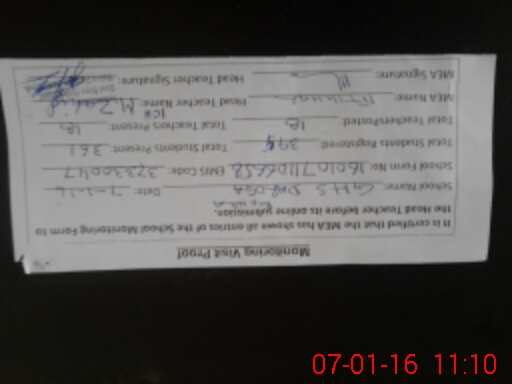 Monitoring Visit Proof
It is certified that the MEA has shown all entries of the School Monitoring Form to
the Head Teacher before its online submission.
School Name: GHS Date: 7-1-16
School Form No: EMIS Code: 37330047
Total Students Registered: 395 Total Students Present: 361
Total Teachers Posted: 18 Total Teachers Present: 18
MEA Name: Head Teacher Name: M Zahid
MEA Signature: Head Teacher Signature:
07-01-16 11:10